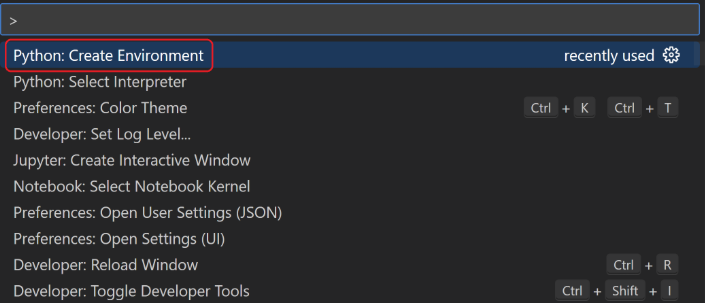 >
Python: Create Environment recently used
Python: Select Interpreter
Preferences: Color Theme Ctrl + K Ctrl + T
Developer: Set Log Level...
Jupyter: Create Interactive Window
Notebook: Select Notebook Kernel
Preferences: Open User Settings (JSON)
Preferences: Open Settings (UI)
Developer: Reload Window Ctrl + R
Developer: Toggle Developer Tools Ctrl + Shift + I